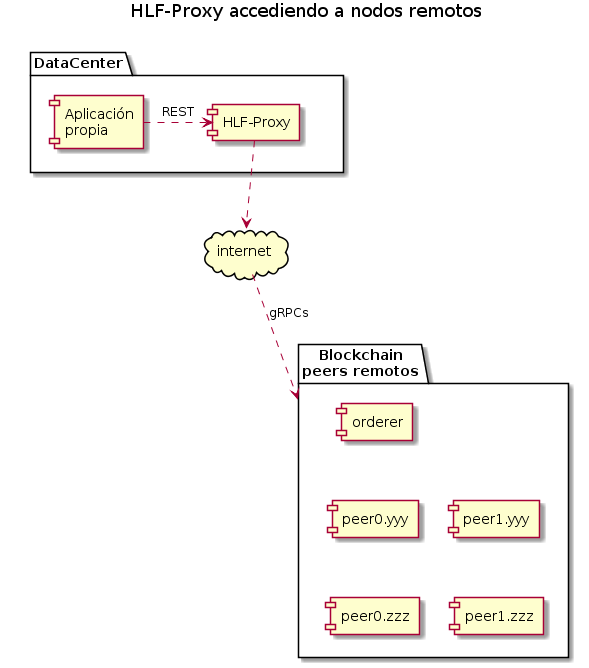 HLF-Proxy accediendo a nodos remotos
DataCenter
Aplicación
propia
REST
HLF-Proxy
internet
gRPCs
Blockchain
peers remotos
orderer
peer0.yyy
peer1.yyy
peer0.zzz
peer1.zzz